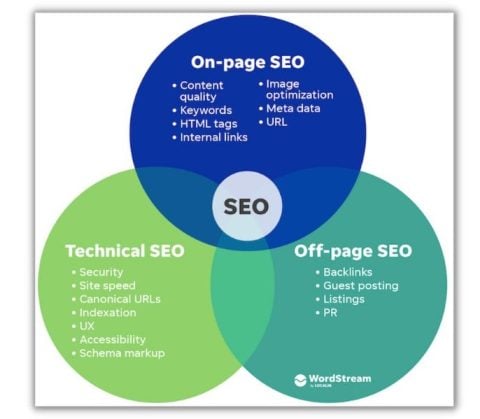 On-page SEO
• Content
quality
• Keywords
• HTML tags
• Internal links
• Image
optimization
• Meta data
• URL
SEO
Technical SEO
• Security
• Site speed
• Canonical URLs
• Indexation
• UX
• Accessibility
• Schema markup
Off-page SEO
• Backlinks
• Guest posting
• Listings
• PR
WordStream
by LOCALiQ